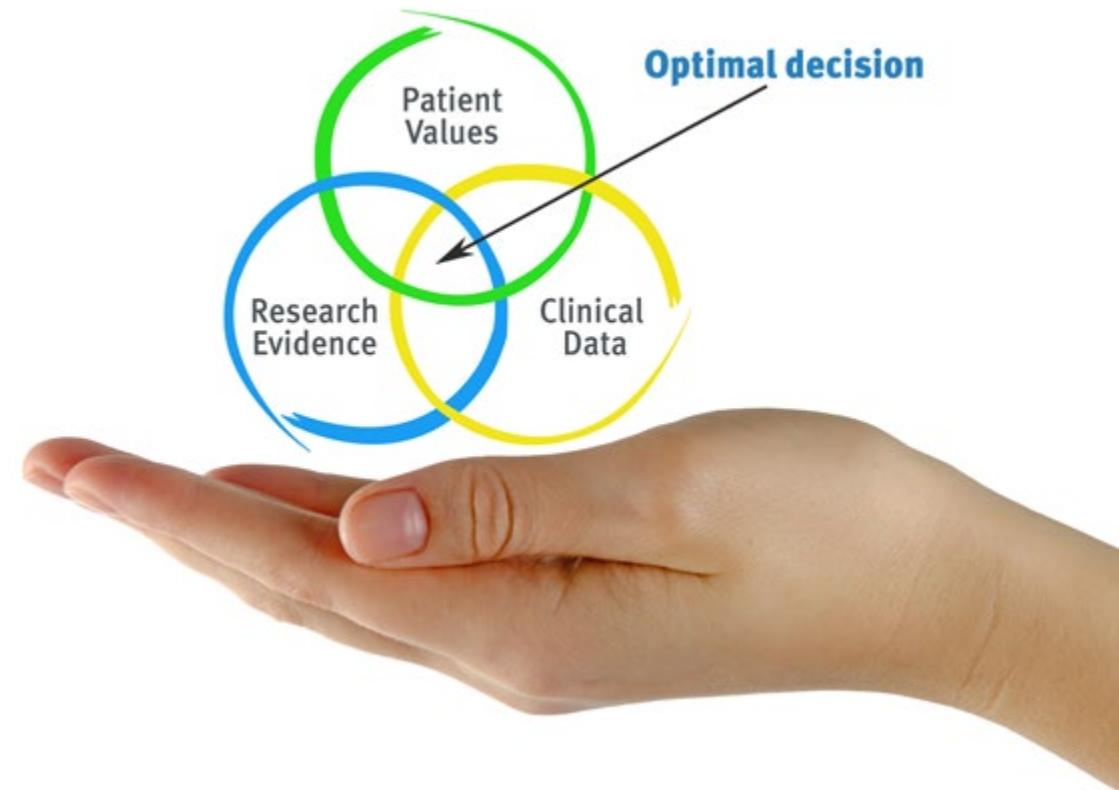 Optimal decision
Patient
Values
Research
Evidence
Clinical
Data